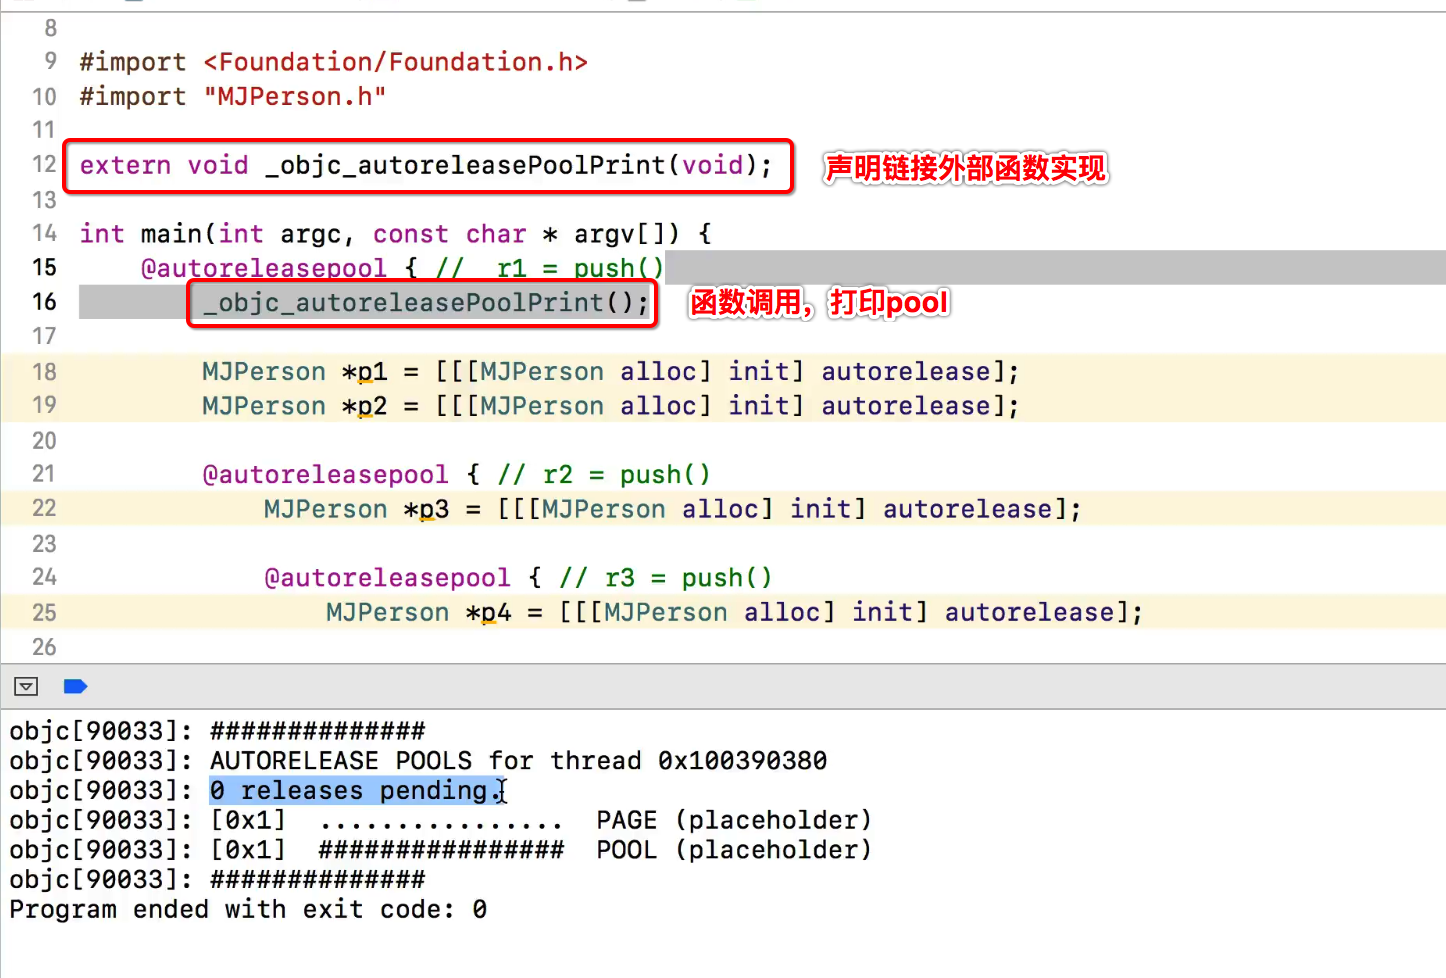 8
9 #import <Foundation/Foundation.h>
10 #import "MJPerson.h"
11
12 extern void _objc_autoreleasePoolPrint(void); 声明链接外部函数实现
13
14 int main(int argc, const char * argv[]) {
15 @autoreleasepool { // r1 = push()
16 _objc_autoreleasePoolPrint(); 函数调用，打印pool
17
18 MJPerson *p1 = [[[MJPerson alloc] init] autorelease];
19 MJPerson *p2 = [[[MJPerson alloc] init] autorelease];
20
21 @autoreleasepool { // r2 = push()
22 MJPerson *p3 = [[[MJPerson alloc] init] autorelease];
23
24 @autoreleasepool { // r3 = push()
25 MJPerson *p4 = [[[MJPerson alloc] init] autorelease];
26
objc[90033]: ##############
objc[90033]: AUTORELEASE POOLS for thread 0x100390380
objc[90033]: 0 releases pending.
objc[90033]: [0x1] ................ PAGE (placeholder)
objc[90033]: [0x1] ################ POOL (placeholder)
objc[90033]: ##############
Program ended with exit code: 0